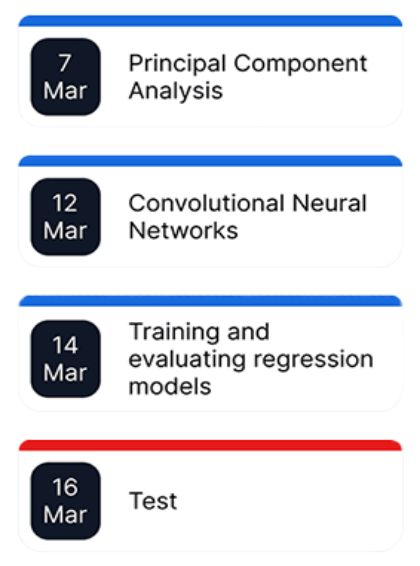 7
Mar
Principal Component
Analysis
12
Mar
Convolutional Neural
Networks
14
Mar
Training and
evaluating regression
models
16
Mar
Test